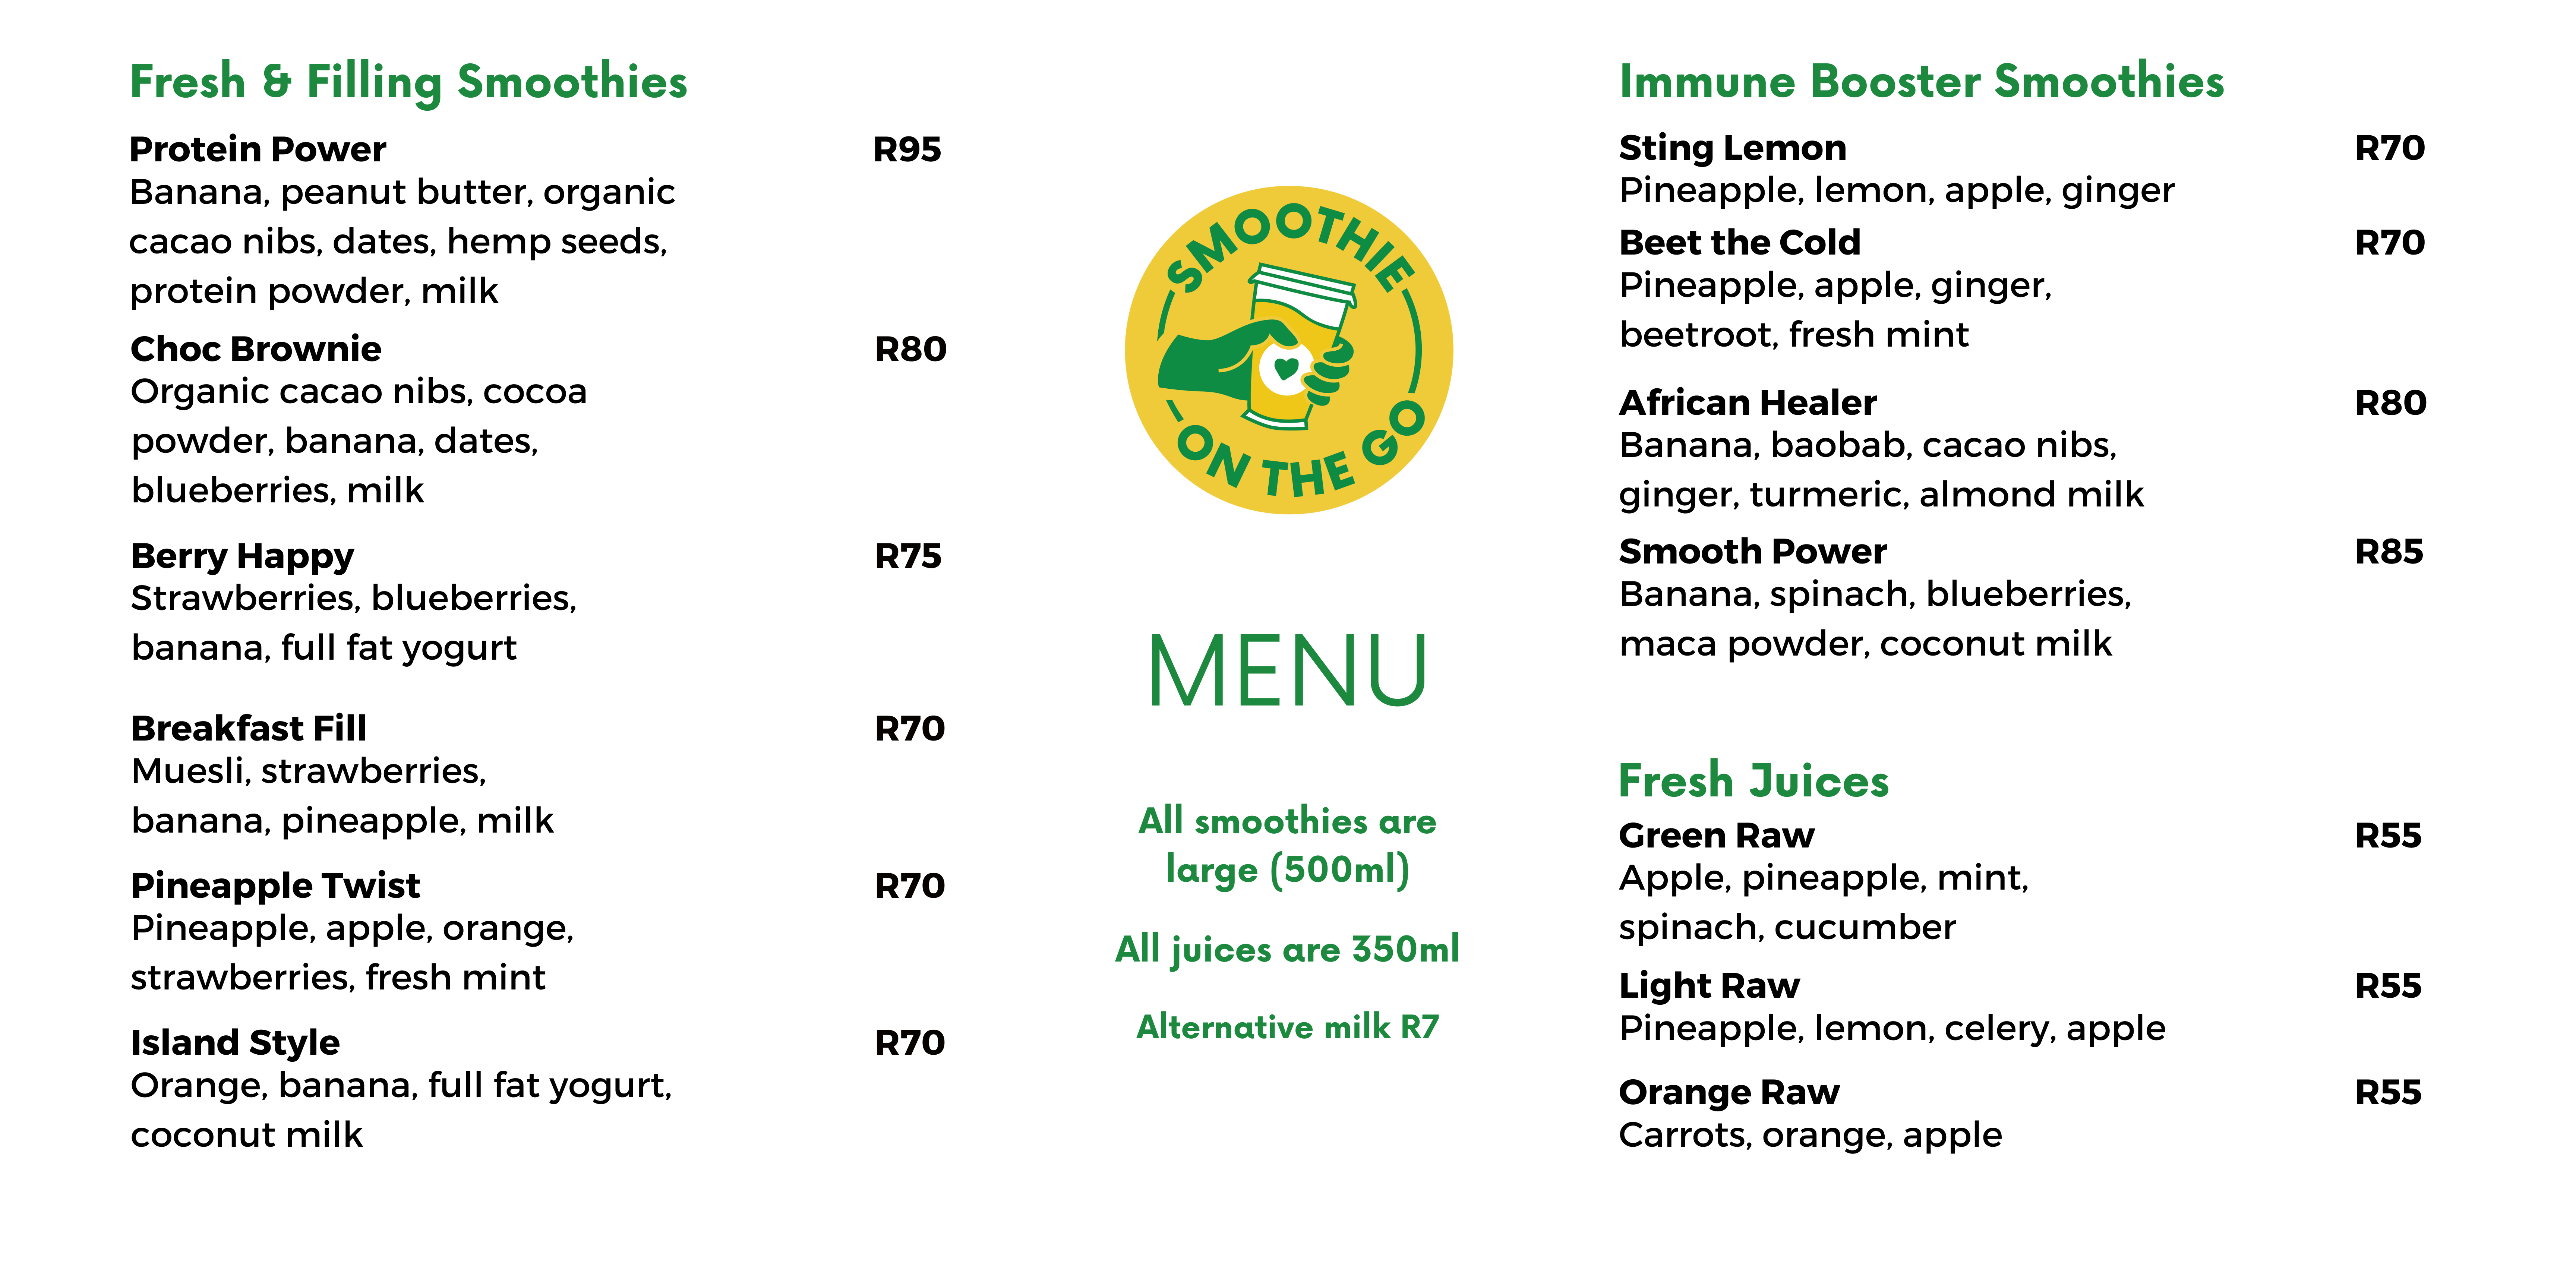 Fresh & Filling Smoothies
Protein Power R95
Banana, peanut butter, organic
cacao nibs, dates, hemp seeds,
protein powder, milk
Choc Brownie R80
Organic cacao nibs, cocoa
powder, banana, dates,
blueberries, milk
Berry Happy R75
Strawberries, blueberries,
banana, full fat yogurt
Breakfast Fill R70
Muesli, strawberries,
banana, pineapple, milk
Pineapple Twist R70
Pineapple, apple, orange,
strawberries, fresh mint
Island Style R70
Orange, banana, full fat yogurt,
coconut milk
SMOOTHIE
ON THE GO
MENU
All smoothies are
large (500ml)
All juices are 350ml
Alternative milk R7
Immune Booster Smoothies
Sting Lemon R70
Pineapple, lemon, apple, ginger
Beet the Cold R70
Pineapple, apple, ginger,
beetroot, fresh mint
African Healer R80
Banana, baobab, cacao nibs,
ginger, turmeric, almond milk
Smooth Power R85
Banana, spinach, blueberries,
maca powder, coconut milk
Fresh Juices
Green Raw R55
Apple, pineapple, mint,
spinach, cucumber
Light Raw R55
Pineapple, lemon, celery, apple
Orange Raw R55
Carrots, orange, apple